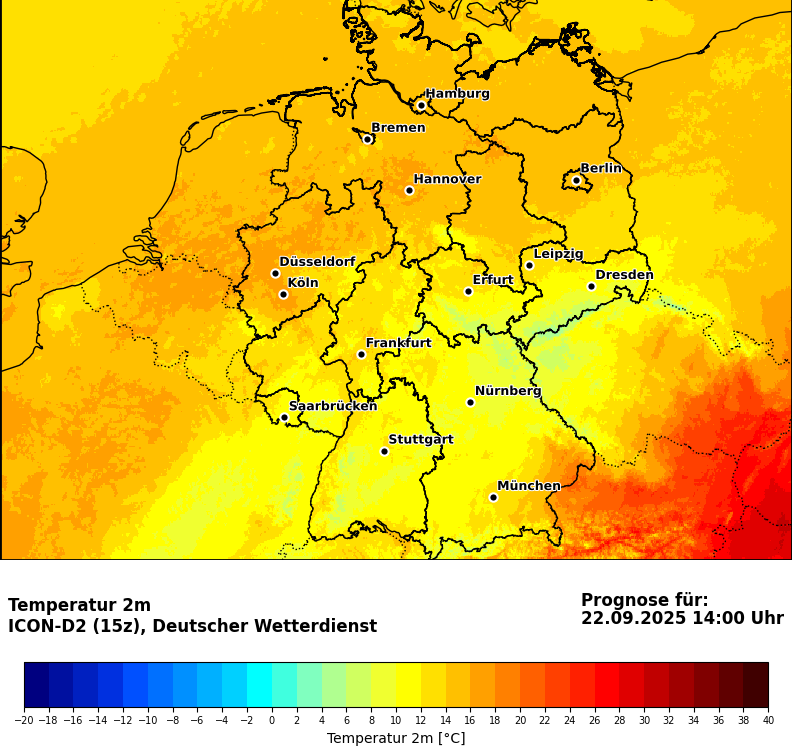 Hamburg
Bremen
Berlin
Hannover
Leipzig
Düsseldorf
Dresden
Köln
Erfurt
Frankfurt
Nürnberg
Saarbrücken
Stuttgart
München
Temperatur 2m
ICON-D2 (15z), Deutscher Wetterdienst
Prognose für:
22.09.2025 14:00 Uhr
−20 −18 −16 −14 −12 −10 −8 −6 −4 −2 0 2 4 6 8 10 12 14 16 18 20 22 24 26 28 30 32 34 36 38 40
Temperatur 2m [°C]